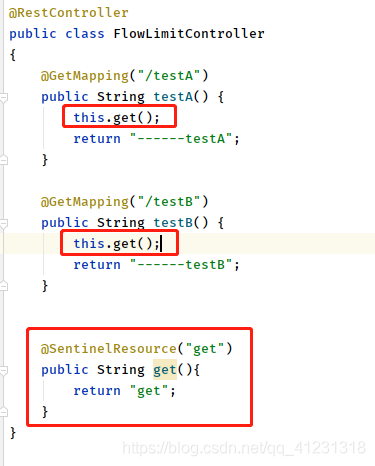 @RestController
public class FlowLimitController
{
@GetMapping("/testA")
public String testA() {
this.get();
return "------testA";
}
@GetMapping("/testB")
public String testB() {
this.get();
return "------testB";
}
@SentinelResource("get")
public String get(){
return "get";
}
}
https://blog.csdn.net/qq_41231318